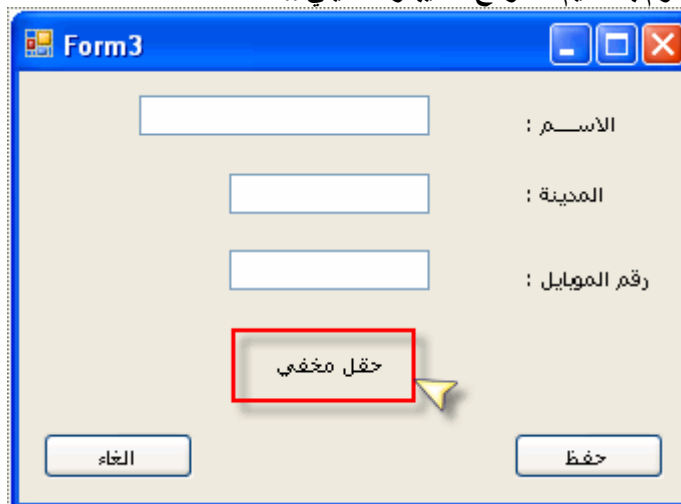 Form3
الاســـم :
المدينة :
رقم الموبايل :
حقل مخفي
حفظ الغاء